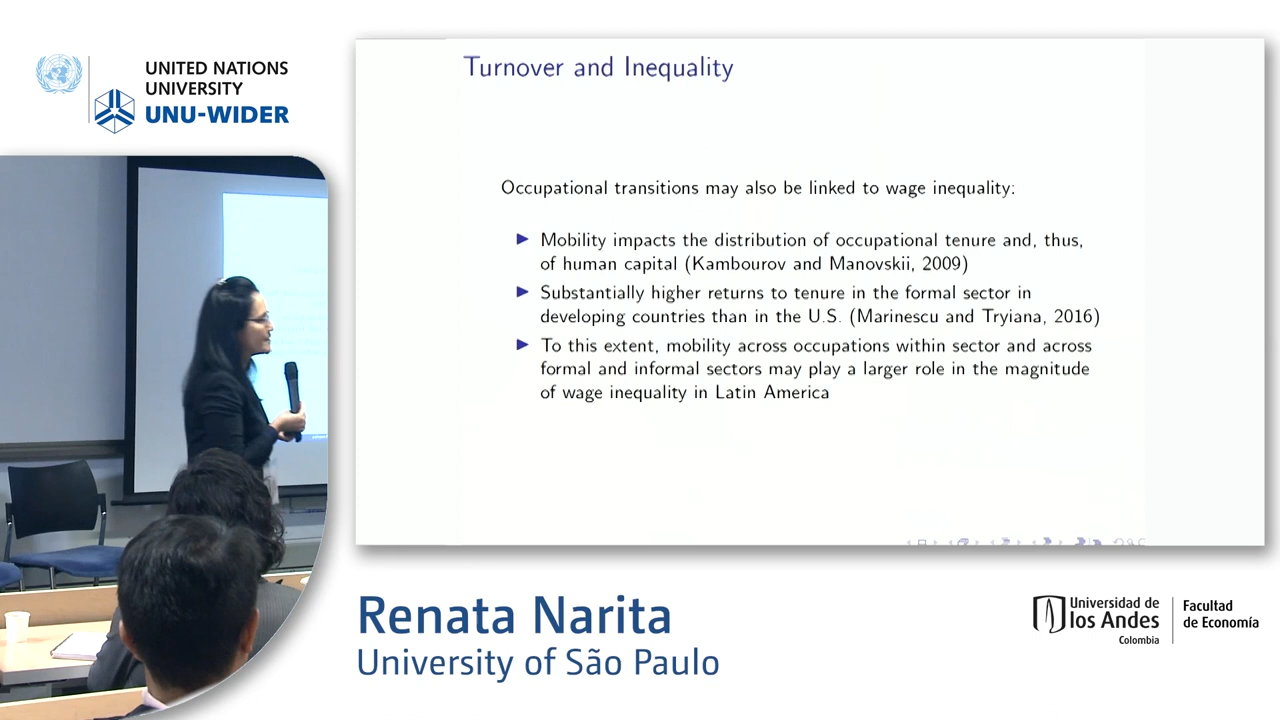 UNITED NATIONS
UNIVERSITY
UNU-WIDER
Turnover and Inequality
Occupational transitions may also be linked to wage inequality:
Mobility impacts the distribution of occupational tenure and, thus,
of human capital (Kambourov and Manovskii, 2009)
Substantially higher returns to tenure in the formal sector in
developing countries than in the U.S. (Marinescu and Tryiana, 2016)
To this extent, mobility across occupations within sector and across
formal and informal sectors may play a larger role in the magnitude
of wage inequality in Latin America
Renata Narita
University of São Paulo
Universidad de
los Andes
Colombia
Facultad
de Economía